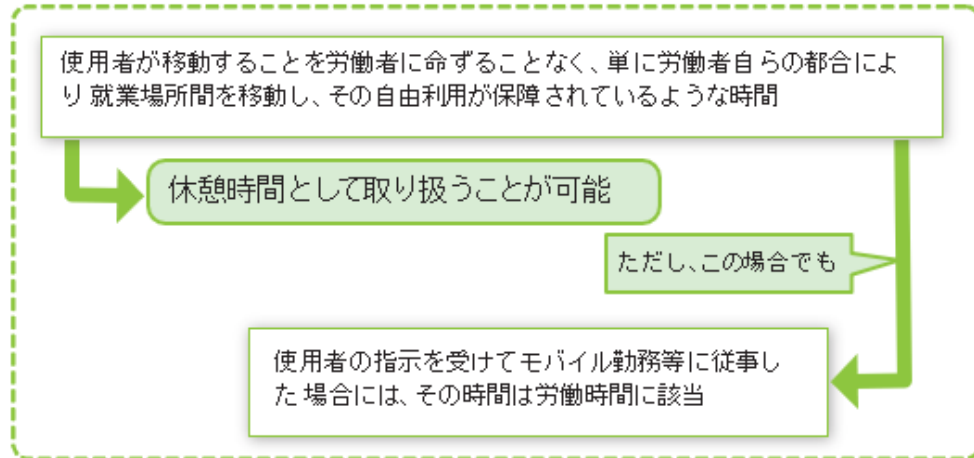 使用者が移動することを労働者に命ずることなく、単に労働者自らの都合によ
り 就業場所間を移動し、その自由利用が保障されているような時間
休憩時間として取り扱うことが可能
ただし、この場合でも
使用者の指示を受けてモバイル勤務等に従事し
た 場合には、その時間は労働時間に該当